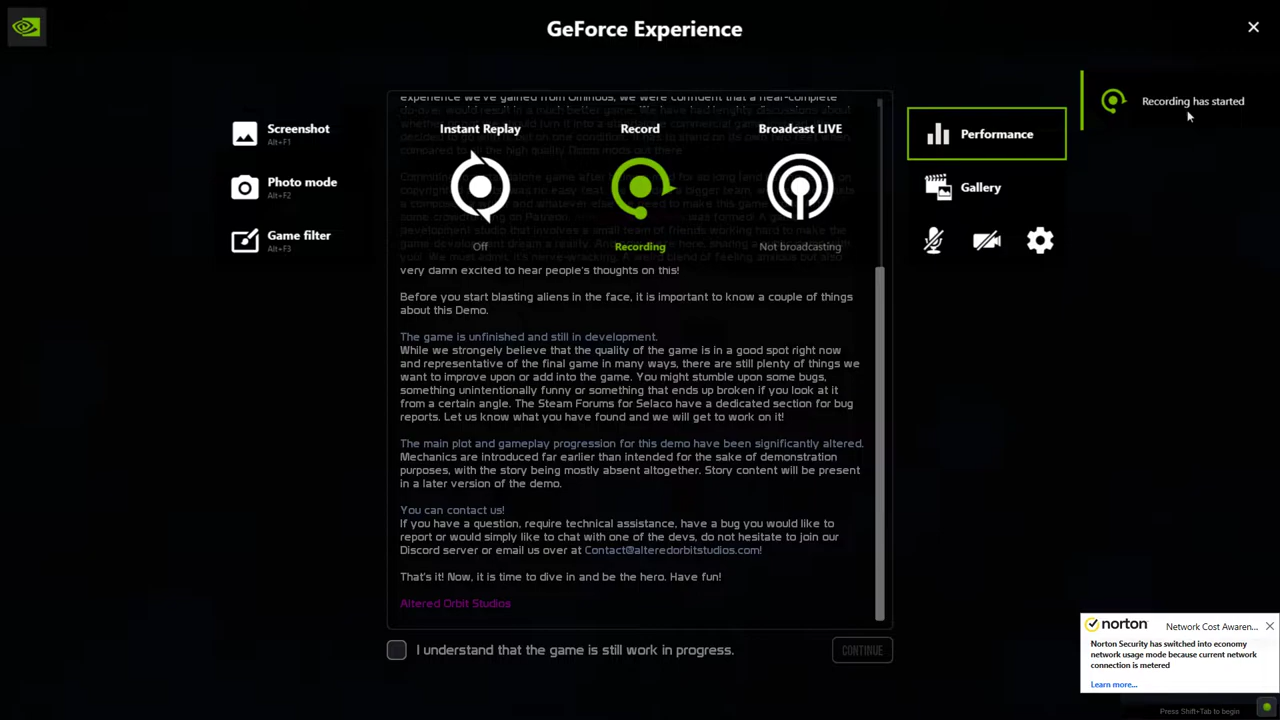 GeForce Experience
Screenshot
Alt+F1
Photo mode
Alt+F2
Game filter
Alt+F3
Instant Replay
Off
Record
Recording
Broadcast LIVE
Not broadcasting
Performance
Gallery
Recording has started
experience we've gained from Ominous, we were confident that a near-complete
very damn excited to hear people's thoughts on this!
Before you start blasting aliens in the face, it is important to know a couple of things
about this Demo.
The game is unfinished and still in development.
While we strongly believe that the quality of the game is in a good spot right now
and representative of the final game in many ways, there are still plenty of things we
want to improve upon or add into the game. You might stumble upon some bugs,
something unintentionally funny or something that ends up broken if you look at it
from a certain angle. The Steam Forums for Selaco have a dedicated section for bug
reports. Let us know what you have found and we will get to work on it!
The main plot and gameplay progression for this demo have been significantly altered.
Mechanics are introduced far earlier than intended for the sake of demonstration
purposes, with the story being mostly absent altogether. Story content will be present
in a later version of the demo.
You can contact us!
If you have a question, require technical assistance, have a bug you would like to
report or would simply like to chat with one of the devs, do not hesitate to join our
Discord server or email us over at Contact@alteredorbitstudios.com!
That's it! Now, it is time to dive in and be the hero. Have fun!
Altered Orbit Studios
I understand that the game is still work in progress.
CONTINUE
norton
Network Cost Awaren...
Norton Security has switched into economy
network usage mode because current network
connection is metered
Learn more...
Press Shift+Tab to begin